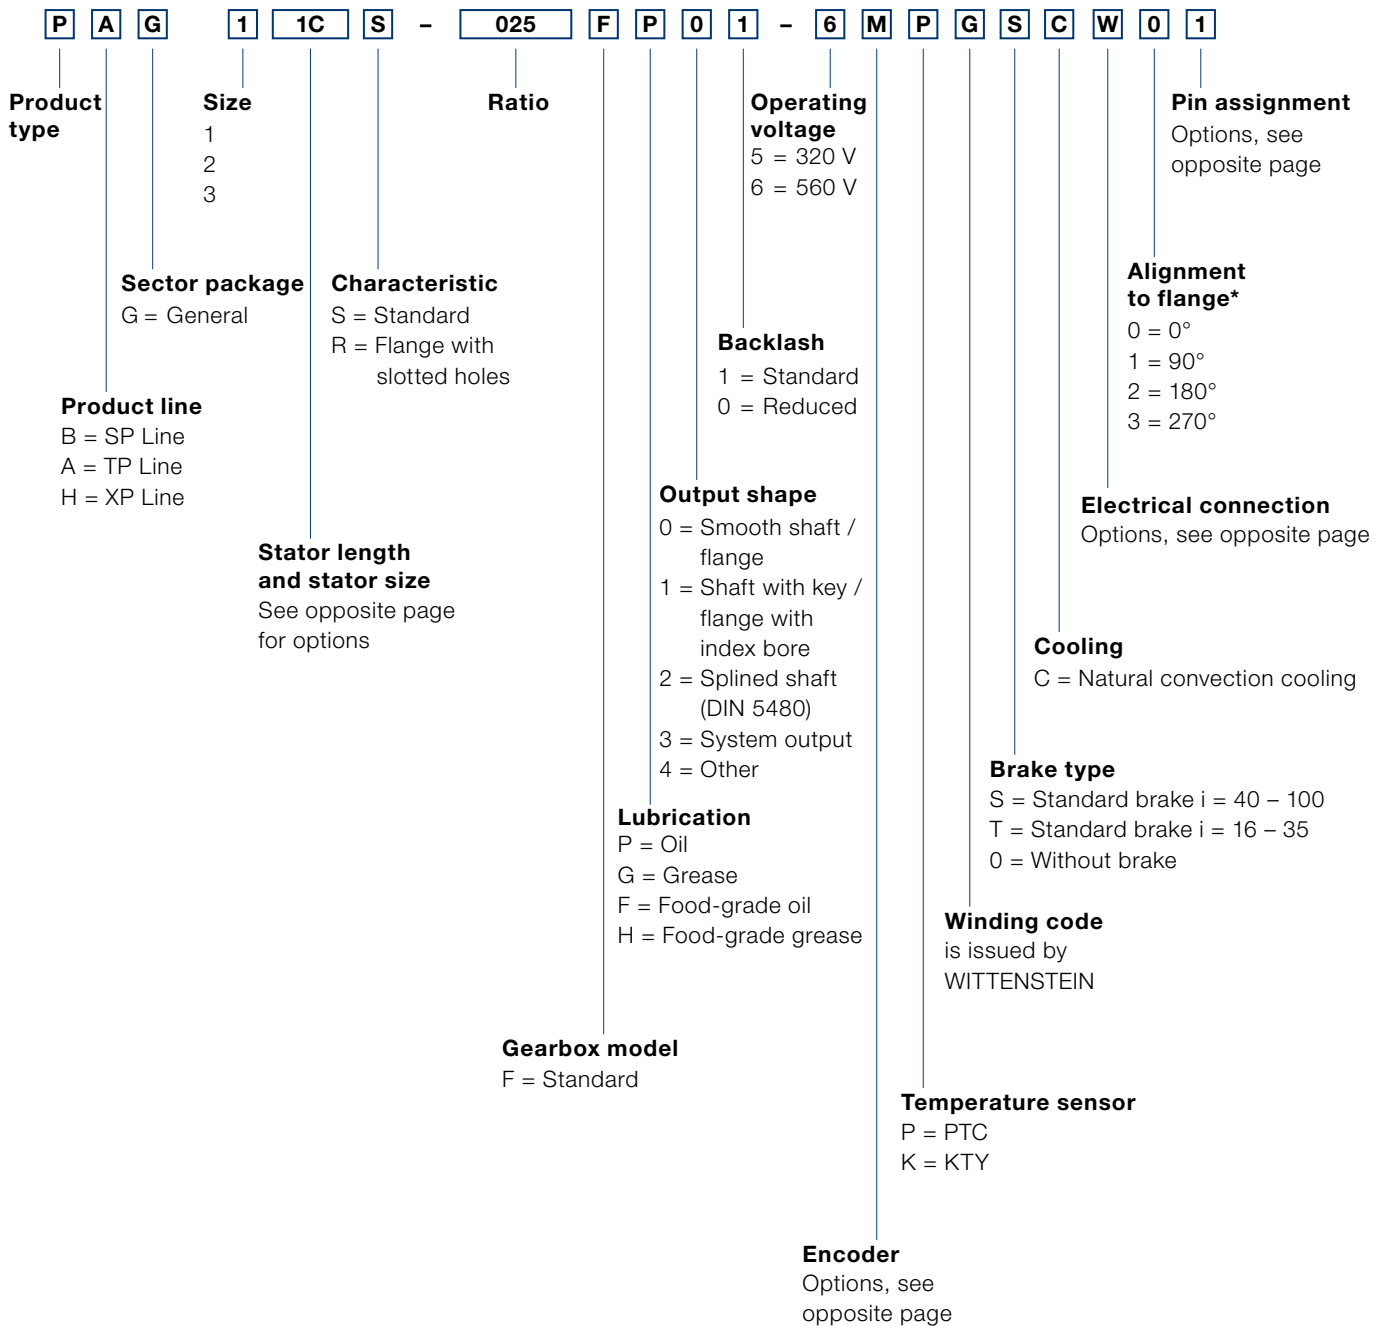 P A G 1 1C S – 025 F P 0 1 – 6 M P G S C W 0 1
Product
type
Size
1
2
3
Ratio
Operating
voltage
5 = 320 V
6 = 560 V
Pin assignment
Options, see
opposite page
Sector package
G = General
Characteristic
S = Standard
R = Flange with
slotted holes
Alignment
to flange*
0 = 0°
1 = 90°
2 = 180°
3 = 270°
Backlash
1 = Standard
0 = Reduced
Product line
B = SP Line
A = TP Line
H = XP Line
Output shape
0 = Smooth shaft /
flange
1 = Shaft with key /
flange with
index bore
2 = Splined shaft
(DIN 5480)
3 = System output
4 = Other
Electrical connection
Options, see opposite page
Stator length
and stator size
See opposite page
for options
Cooling
C = Natural convection cooling
Brake type
S = Standard brake i = 40 – 100
T = Standard brake i = 16 – 35
0 = Without brake
Lubrication
P = Oil
G = Grease
F = Food-grade oil
H = Food-grade grease
Winding code
is issued by
WITTENSTEIN
Gearbox model
F = Standard
Temperature sensor
P = PTC
K = KTY
Encoder
Options, see
opposite page